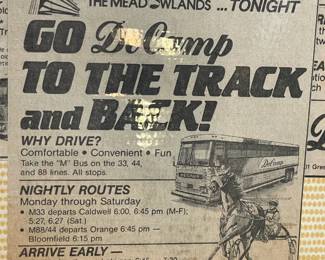 THE MEADOWLANDS ...TONIGHT
GO DeCamp
TO THE TRACK
and BACK!
WHY DRIVE?
Comfortable • Convenient • Fun
Take the "M" Bus on the 33, 44,
and 88 lines. All stops.
DeCamp
NIGHTLY ROUTES
Monday through Saturday
• M33 departs Caldwell 6:00, 6:45 pm (M-F);
5:27, 6:27 (Sat.)
• M88/44 departs Orange 6:45 pm —
Bloomfield 6:15 pm
ARRIVE EARLY —